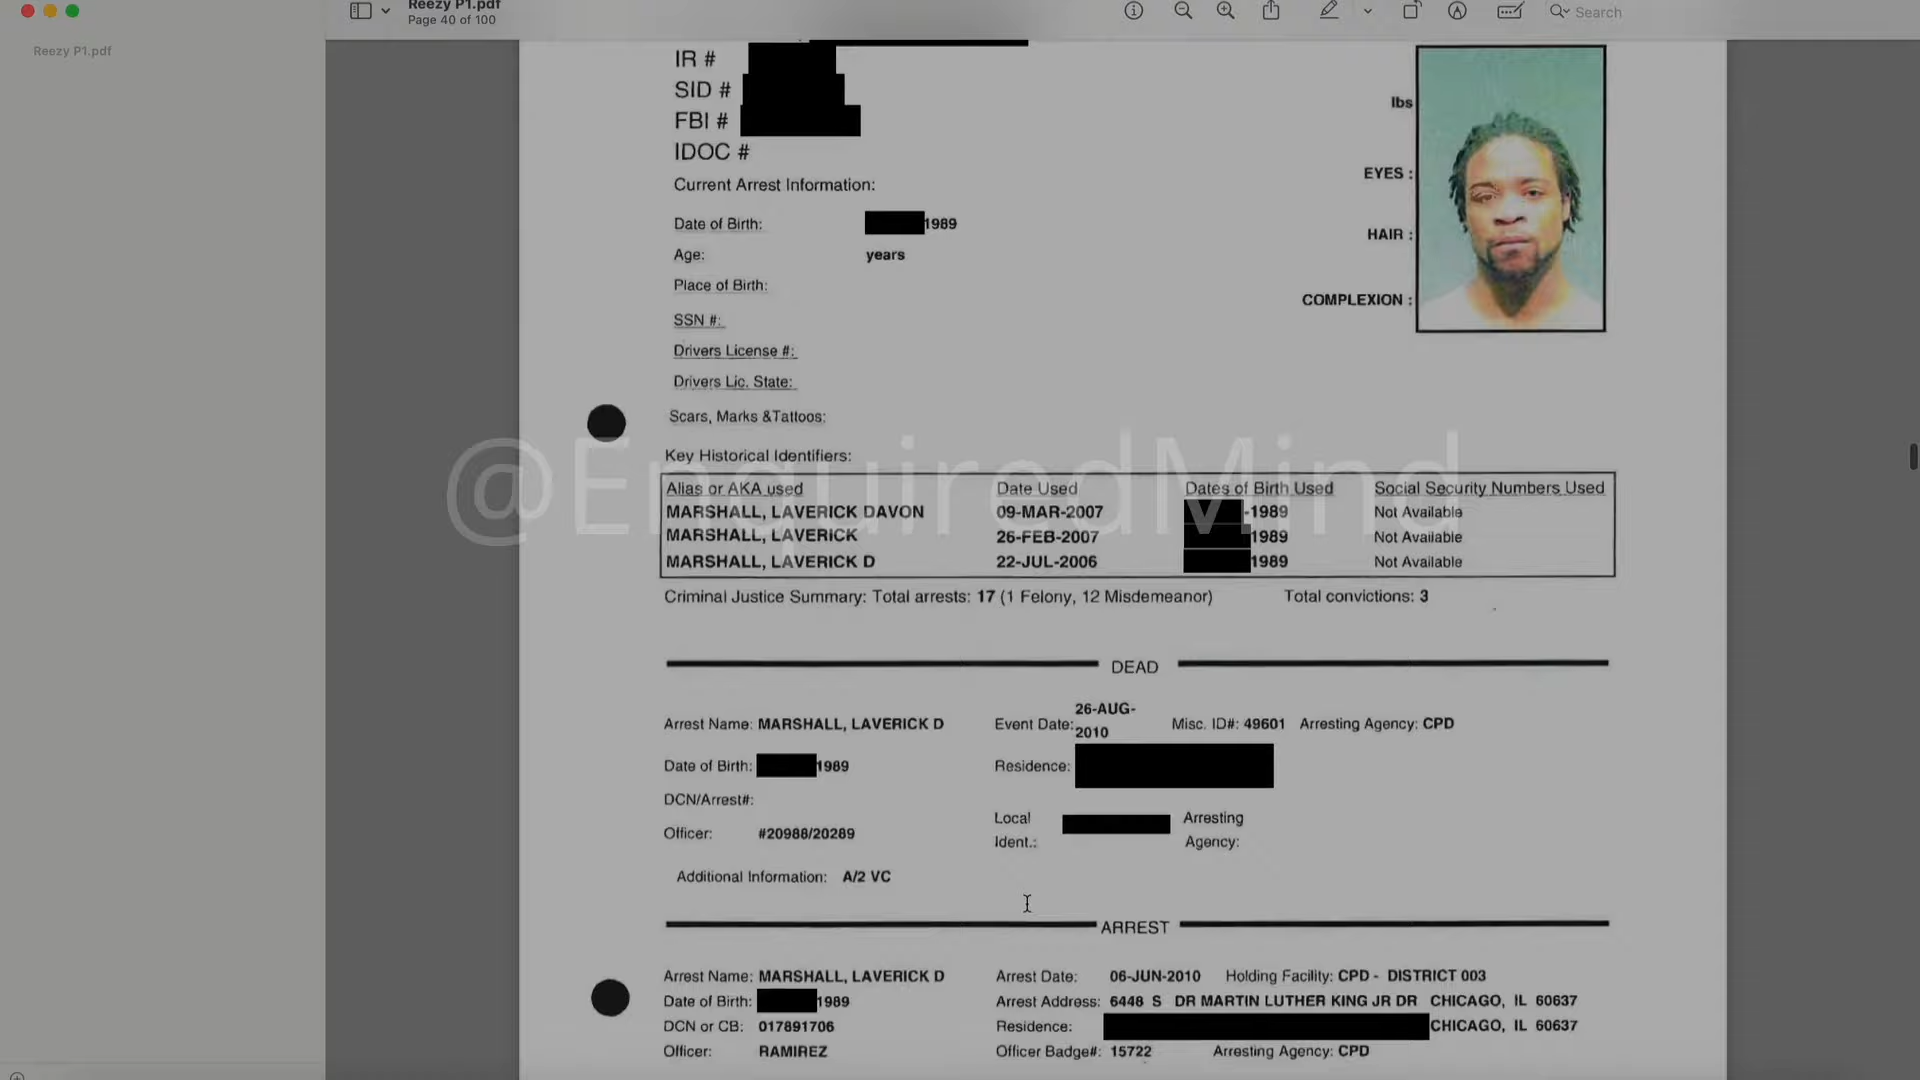 Reezy P1.pdf
Page 40 of 100
Search
Reezy P1.pdf
IR #
SID #
FBI #
IDOC #
lbs
EYES :
HAIR :
COMPLEXION :
Current Arrest Information:
Date of Birth: 1989
Age: years
Place of Birth:
SSN #:
Drivers License #:
Drivers Lic. State:
Scars, Marks &Tattoos:
@EnquiredMind
Key Historical Identifiers:
Alias or AKA used Date Used Dates of Birth Used Social Security Numbers Used
MARSHALL, LAVERICK DAVON 09-MAR-2007 -1989 Not Available
MARSHALL, LAVERICK 26-FEB-2007 1989 Not Available
MARSHALL, LAVERICK D 22-JUL-2006 1989 Not Available
Criminal Justice Summary: Total arrests: 17 (1 Felony, 12 Misdemeanor) Total convictions: 3
DEAD
Arrest Name: MARSHALL, LAVERICK D Event Date: 26-AUG-2010 Misc. ID#: 49601 Arresting Agency: CPD
Date of Birth: 1989 Residence:
DCN/Arrest#:
Officer: #20988/20289 Local Ident.: Arresting Agency:
Additional Information: A/2 VC
ARREST
Arrest Name: MARSHALL, LAVERICK D Arrest Date: 06-JUN-2010 Holding Facility: CPD - DISTRICT 003
Date of Birth: 1989 Arrest Address: 6448 S DR MARTIN LUTHER KING JR DR CHICAGO, IL 60637
DCN or CB: 017891706 Residence: CHICAGO, IL 60637
Officer: RAMIREZ Officer Badge#: 15722 Arresting Agency: CPD